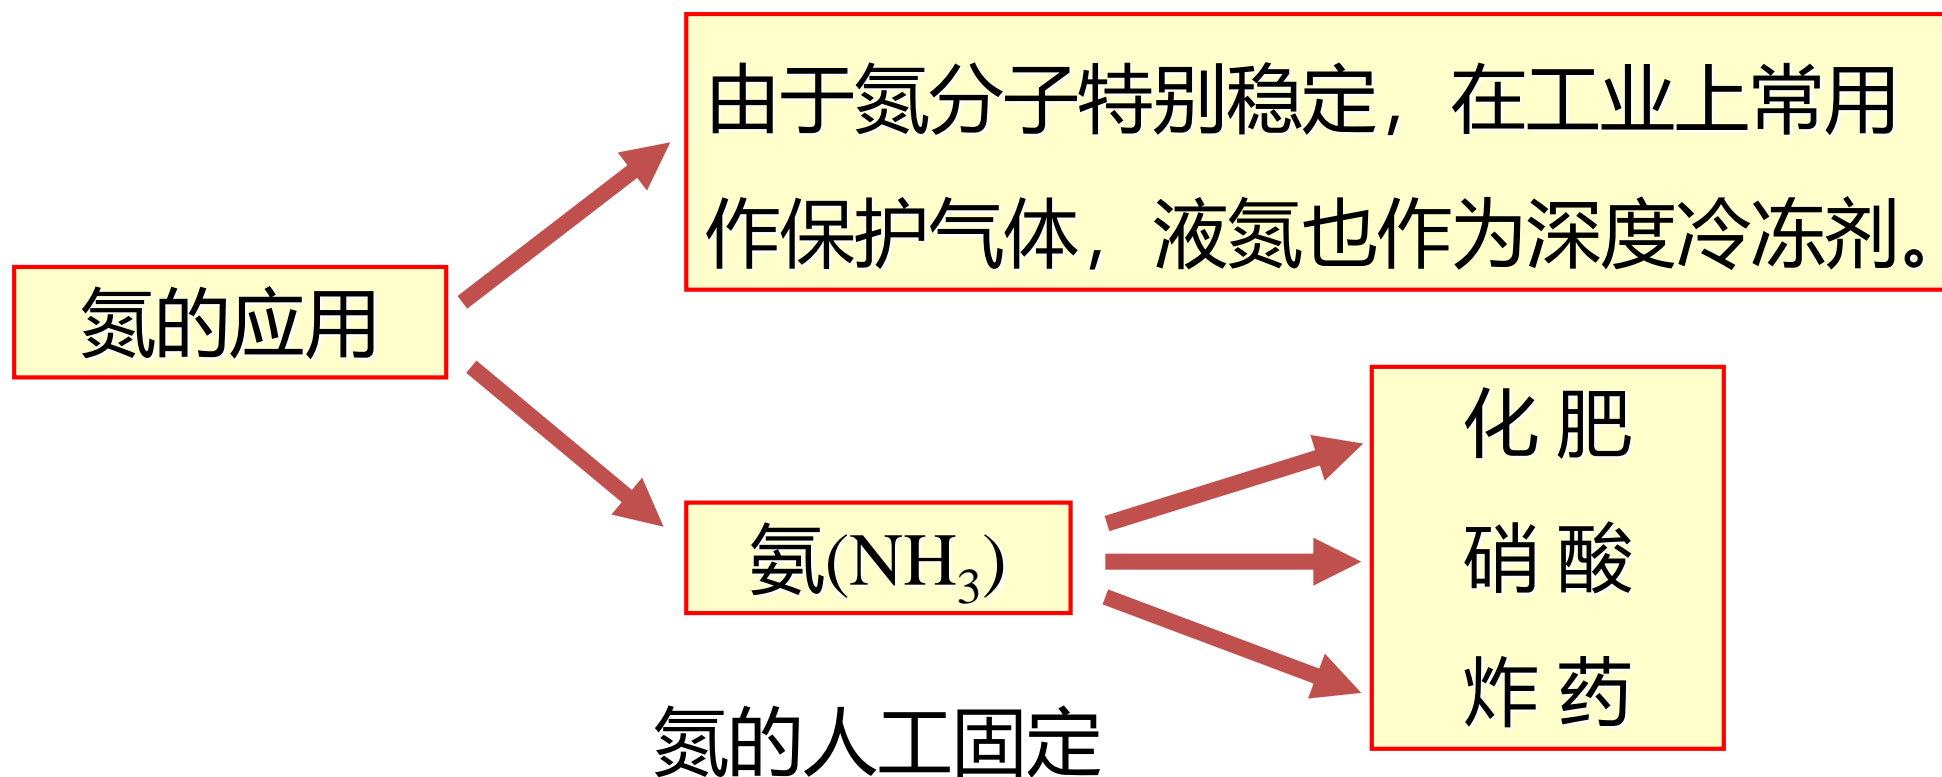 由于氮分子特别稳定，在工业上常用
作保护气体，液氮也作为深度冷冻剂。
氮的应用
氨(NH₃)
化 肥
硝 酸
炸 药
氮的人工固定